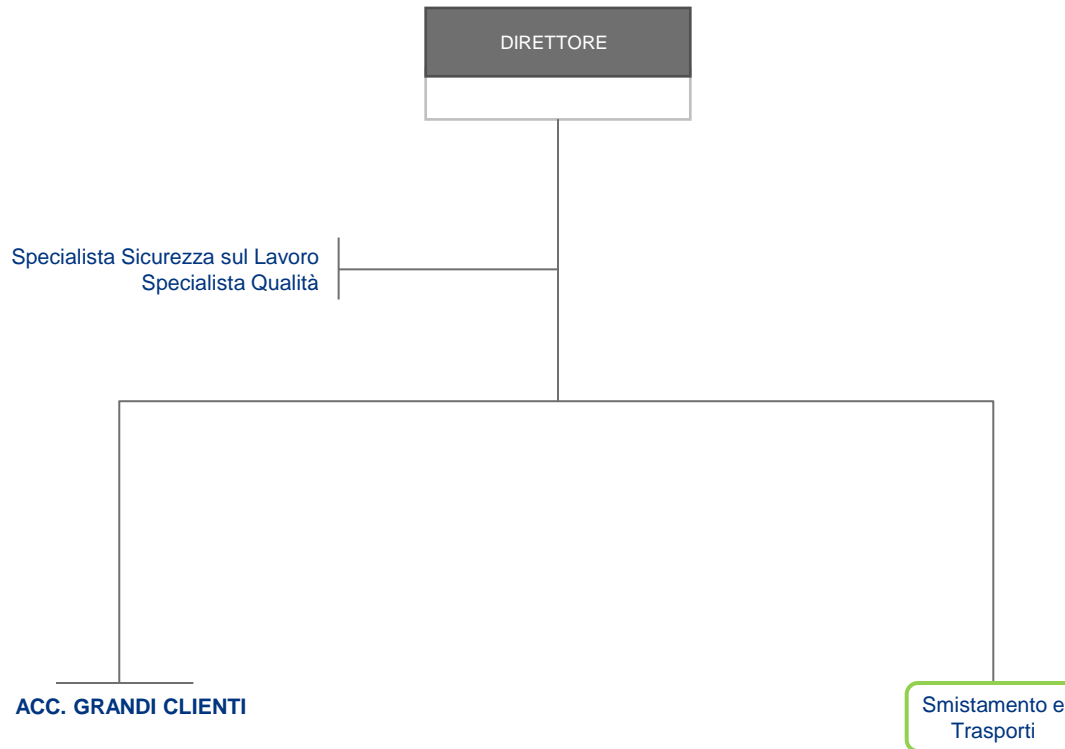 DIRETTORE
Specialista Sicurezza sul Lavoro
Specialista Qualità
ACC. GRANDI CLIENTI
Smistamento e
Trasporti